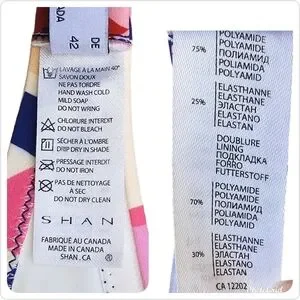 DE
42
LAVAGE À LA MAIN 40°
SAVON DOUX
NE PAS TORDRE
HAND WASH COLD
MILD SOAP
DO NOT WRING
CHLORURE INTERDIT
DO NOT BLEACH
SÉCHER À L'OMBRE
DRIP DRY IN SHADE
PRESSAGE INTERDIT
DO NOT IRON
PAS DE NETTOYAGE
À SEC
DO NOT DRY CLEAN
SHAN
FABRIQUÉ AU CANADA
MADE IN CANADA
SHAN.CA
75%
POLYAMIDE
POLYAMIDE
ПОЛИАМИД
POLIAMIDA
POLIAMID
25%
ELASTHANNE
ELASTHANE
ЭЛАСТАН
ELASTANO
ELASTAN
DOUBLURE
LINING
ПОДКЛАДКА
FORRO
FUTTERSTOFF
70%
POLYAMIDE
POLYAMIDE
ПОЛИАМИД
POLIAMIDA
POLIAMID
30%
ELASTHANNE
ELASTHANE
ЭЛАСТАН
ELASTANO
ELASTAN
CA 12202